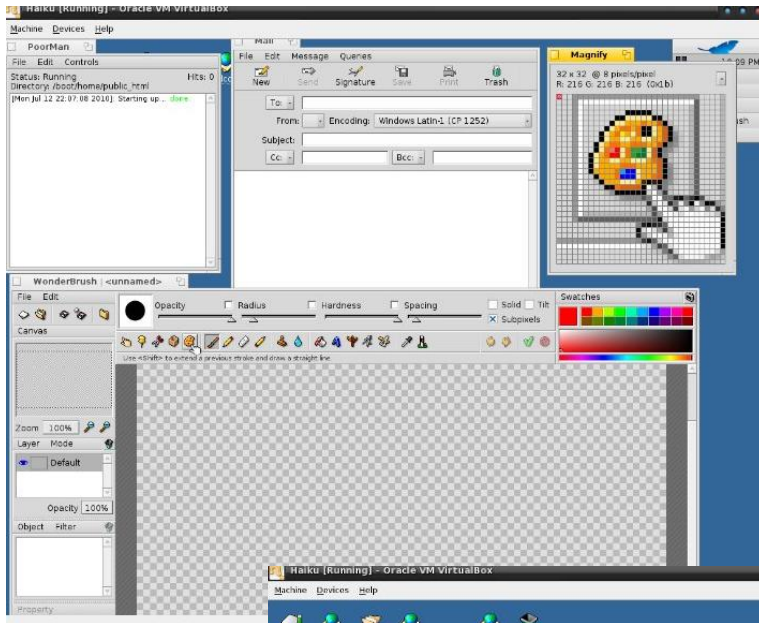 Haiku [Running] - Oracle VM VirtualBox
Machine Devices Help
PoorMan
File Edit Controls
Status: Running Hits: 0
Directory: /boot/home/public_html
[Mon Jul 12 22:07:08 2010]: Starting up... done.
Mail
File Edit Message Queries
New Send Signature Save Print Trash
To:
From: Encoding: Windows Latin-1 (CP 1252)
Subject:
Cc: Bcc:
Magnify
32 x 32 @ 8 pixels/pixel
R: 216 G: 216 B: 216 (0x1b)
09 PM
WonderBrush | <unnamed>
File Edit
Canvas
Zoom 100%
Layer Mode
Default
Opacity 100%
Object Filter
Property
Opacity Radius Hardness Spacing Solid Tilt
Subpixels
Use <Shift> to extend a previous stroke and draw a straight line
Swatches
Haiku [Running] - Oracle VM VirtualBox
Machine Devices Help